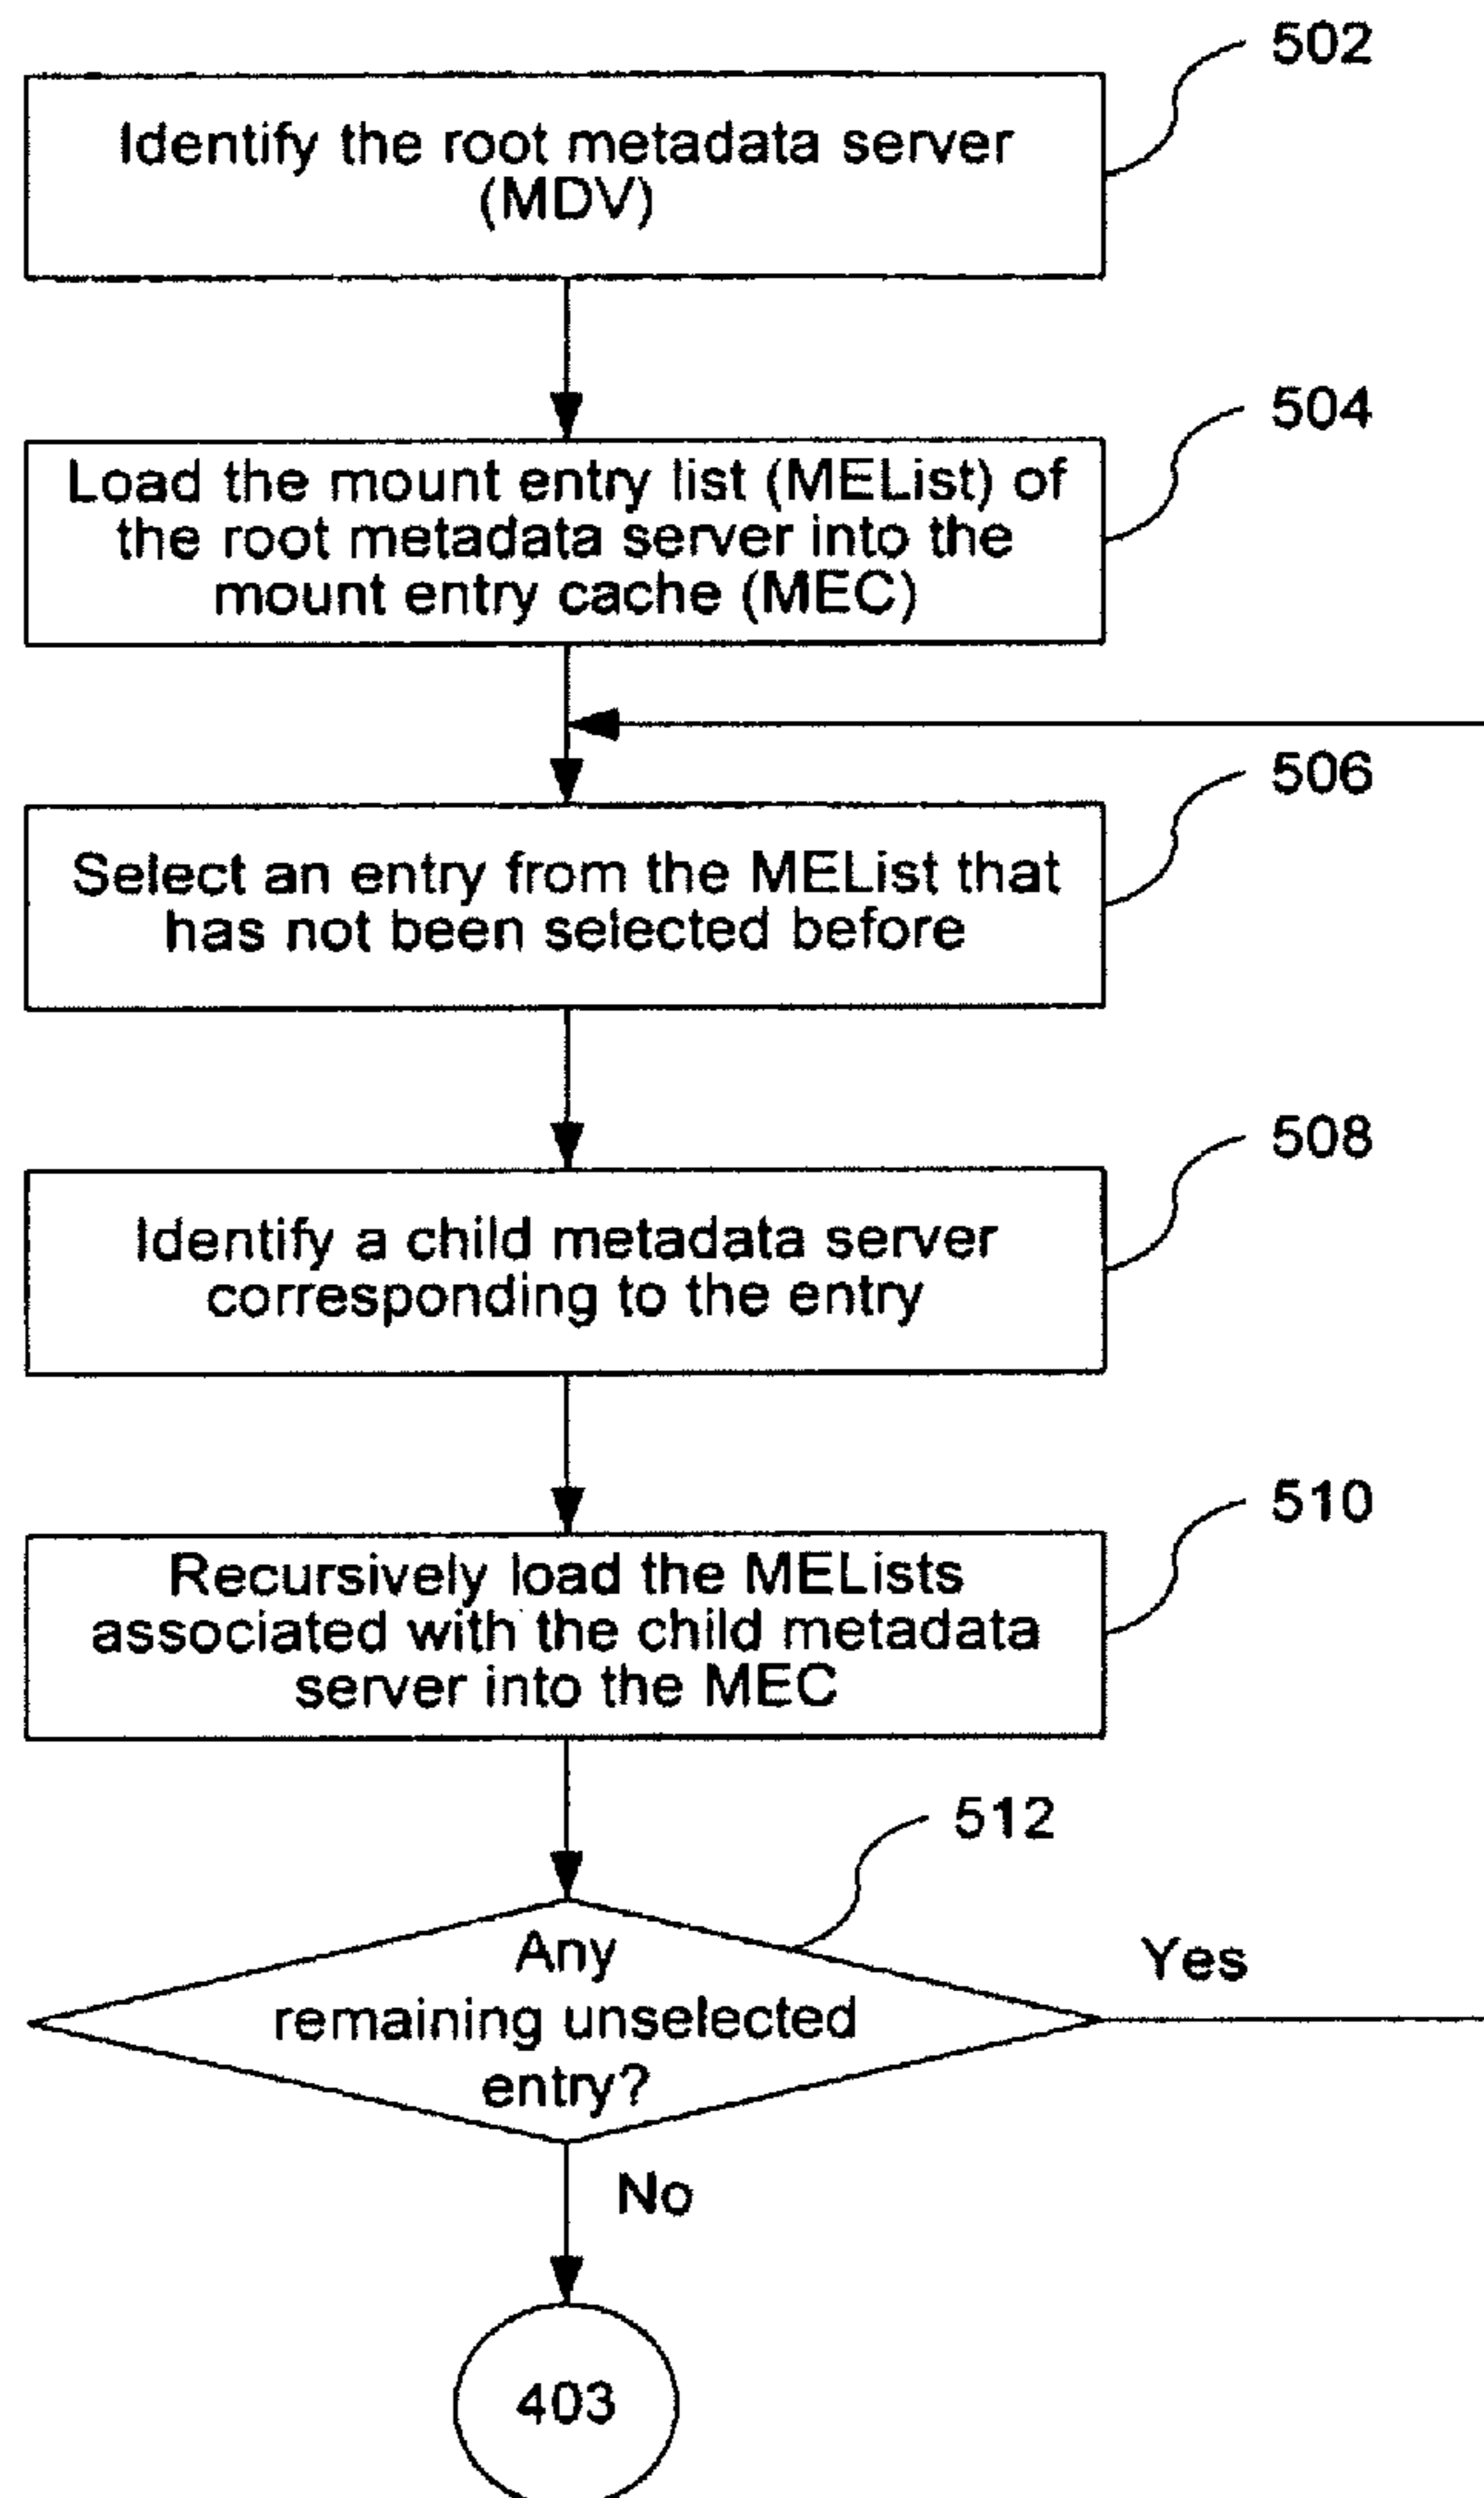 502
Identify the root metadata server
(MDV)
504
Load the mount entry list (MEList) of
the root metadata server into the
mount entry cache (MEC)
506
Select an entry from the MEList that
has not been selected before
508
Identify a child metadata server
corresponding to the entry
510
Recursively load the MELists
associated with the child metadata
server into the MEC
512
Any
remaining unselected
entry?
Yes
No
403